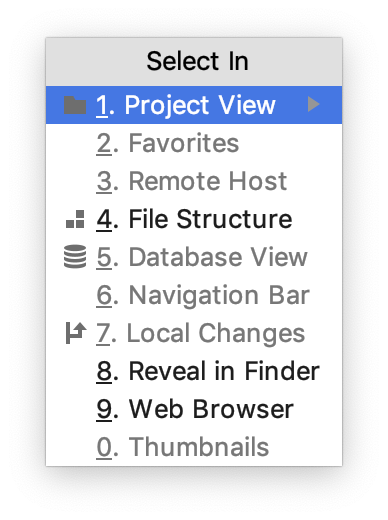 Select In
1. Project View
2. Favorites
3. Remote Host
4. File Structure
5. Database View
6. Navigation Bar
7. Local Changes
8. Reveal in Finder
9. Web Browser
0. Thumbnails